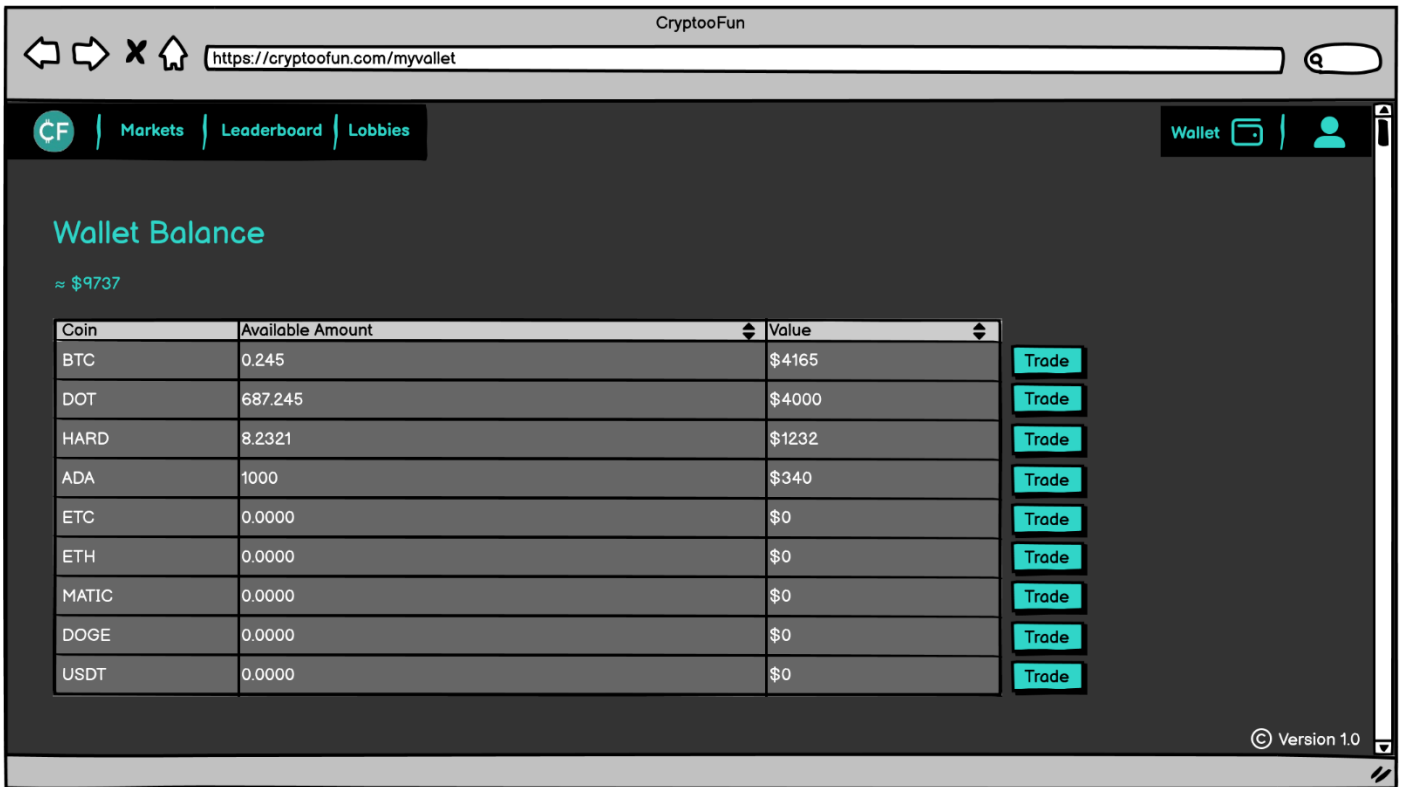 CryptooFun
https://cryptoofun.com/myvallet
CF Markets Leaderboard Lobbies Wallet
Wallet Balance
≈ $9737
Coin Available Amount Value
BTC 0.245 $4165 Trade
DOT 687.245 $4000 Trade
HARD 8.2321 $1232 Trade
ADA 1000 $340 Trade
ETC 0.0000 $0 Trade
ETH 0.0000 $0 Trade
MATIC 0.0000 $0 Trade
DOGE 0.0000 $0 Trade
USDT 0.0000 $0 Trade
© Version 1.0